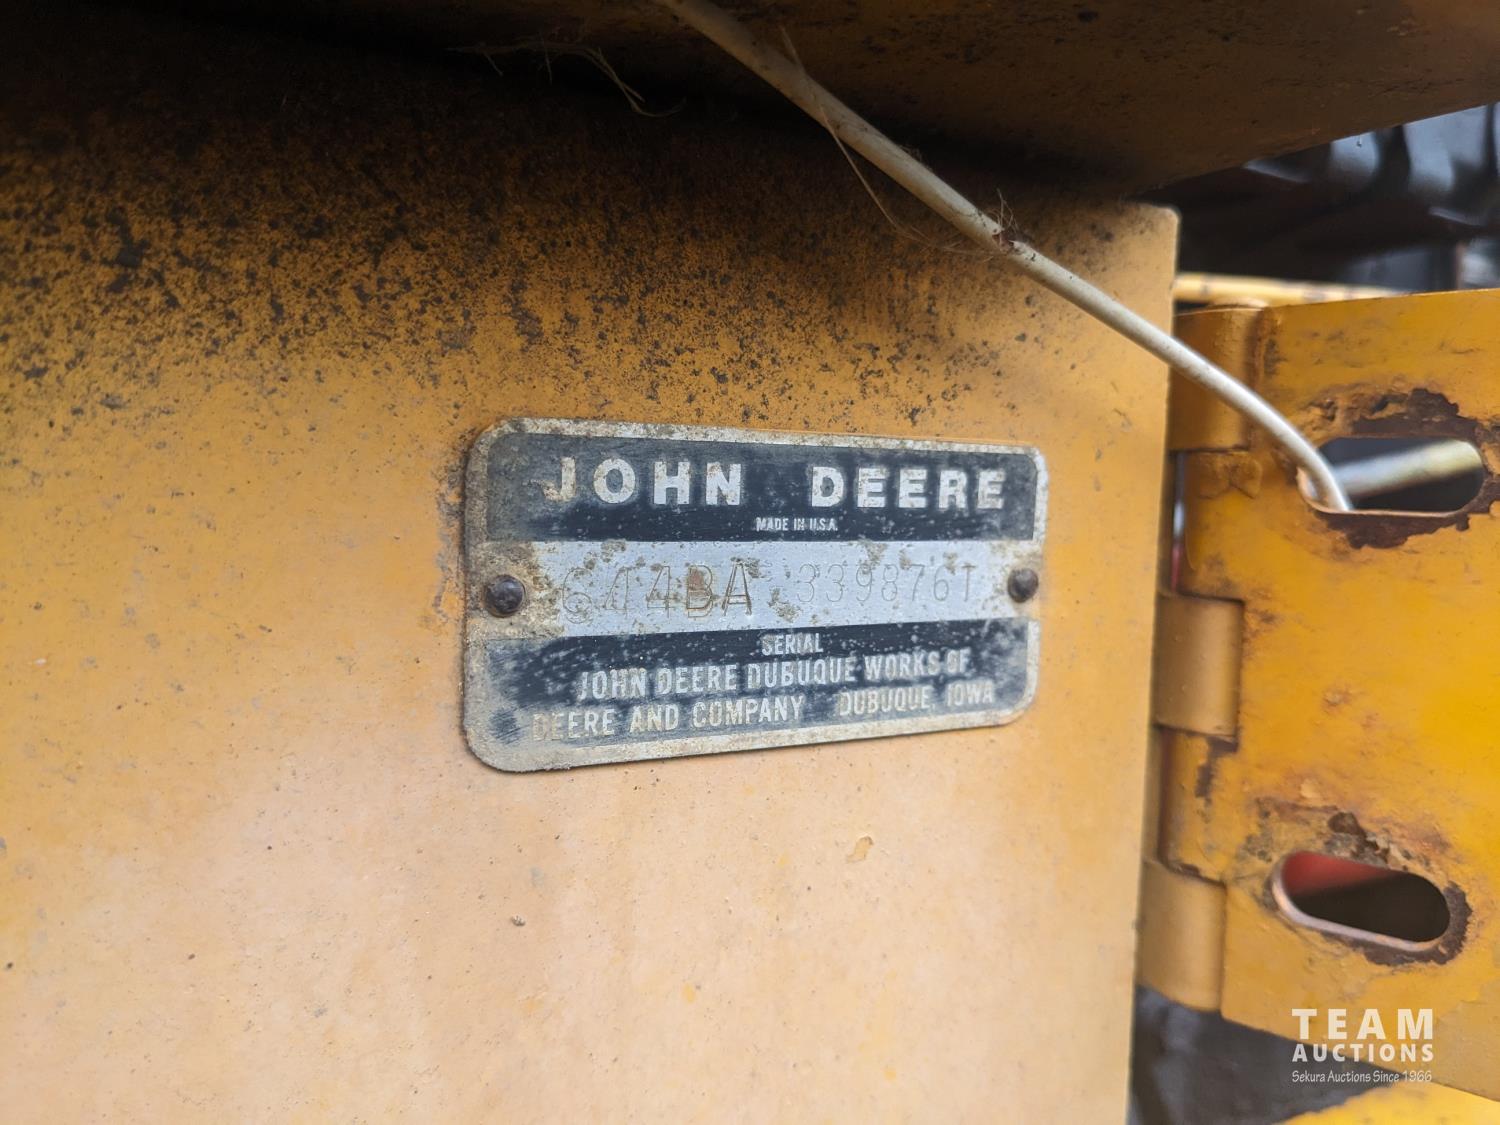 JOHN DEERE
MADE IN U.S.A.
644BA 339876T
SERIAL
JOHN DEERE DUBUQUE WORKS OF
DEERE AND COMPANY DUBUQUE, IOWA
TEAM
AUCTIONS
Sekura Auctions Since 1966